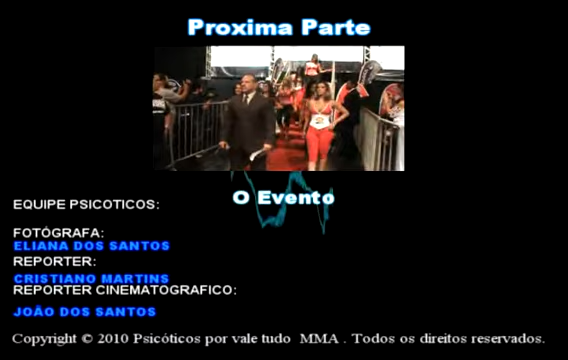 Proxima Parte
O Evento
EQUIPE PSICOTICOS:
FOTÓGRAFA:
ELIANA DOS SANTOS
REPORTER:
CRISTIANO MARTINS
REPORTER CINEMATOGRAFICO:
JOÃO DOS SANTOS
Copyright © 2010 Psicóticos por vale tudo MMA . Todos os direitos reservados.